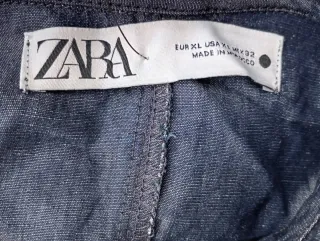 ZARA
EUR XL USA XL MEX 32
MADE IN MOROCCO